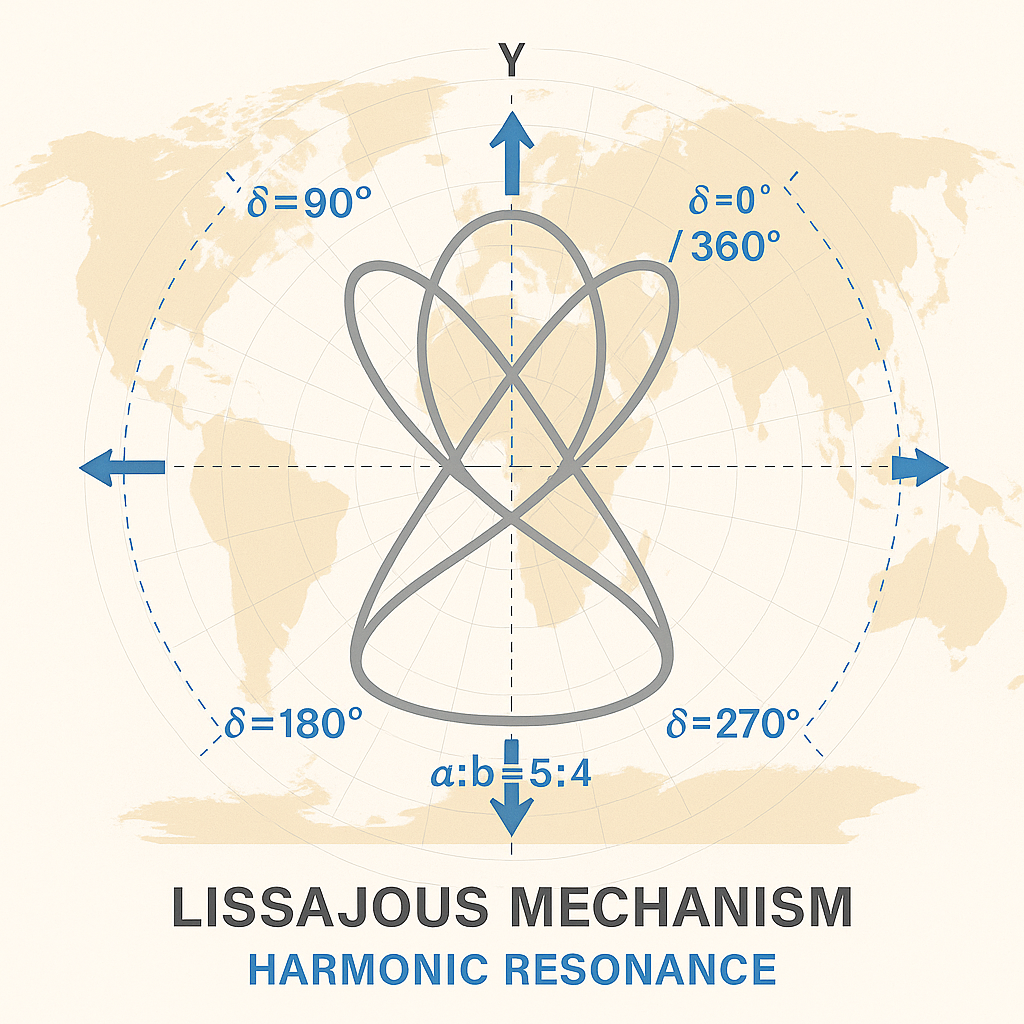 Y
δ=90°
δ=0°
/360°
δ=180°
δ=270°
a:b=5:4
LISSAJOUS MECHANISM
HARMONIC RESONANCE